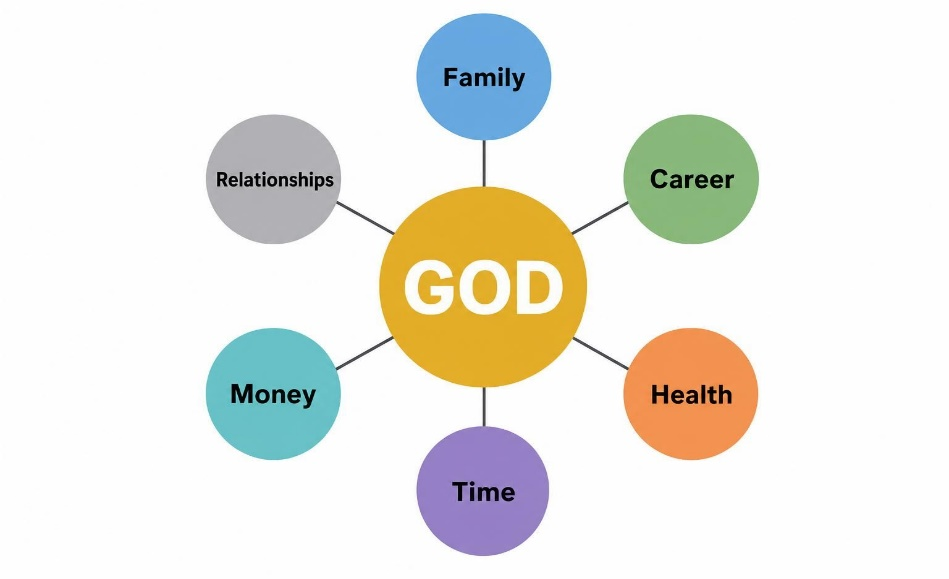 Family
Relationships
Career
GOD
Money
Health
Time